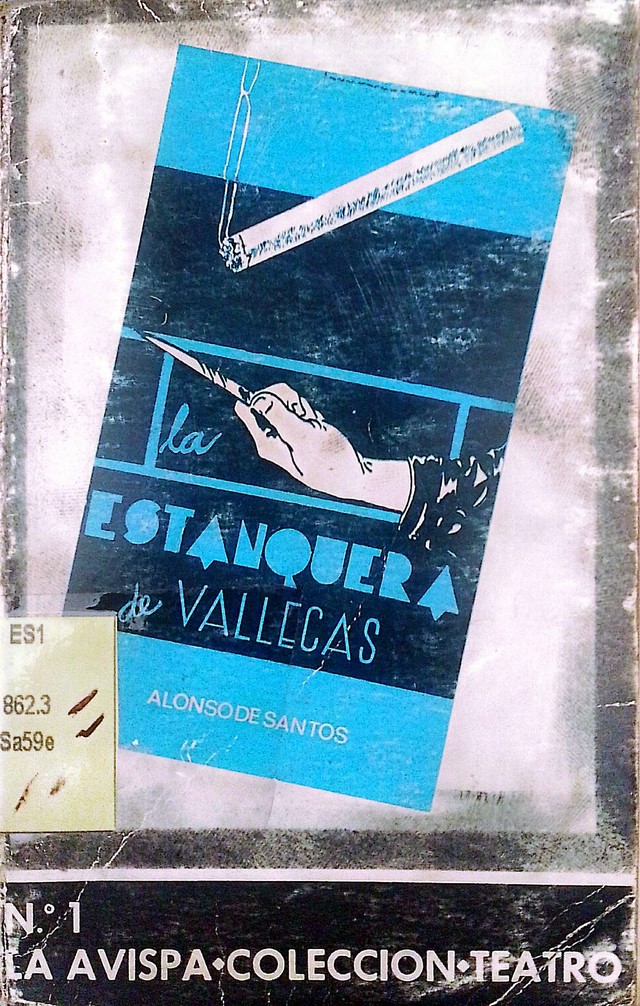 la
ESTANQUERA
de VALLECAS
ALONSO DE SANTOS
ES1
862.3
Sa59e
N.º 1
LA AVISPA•COLECCION•TEATRO